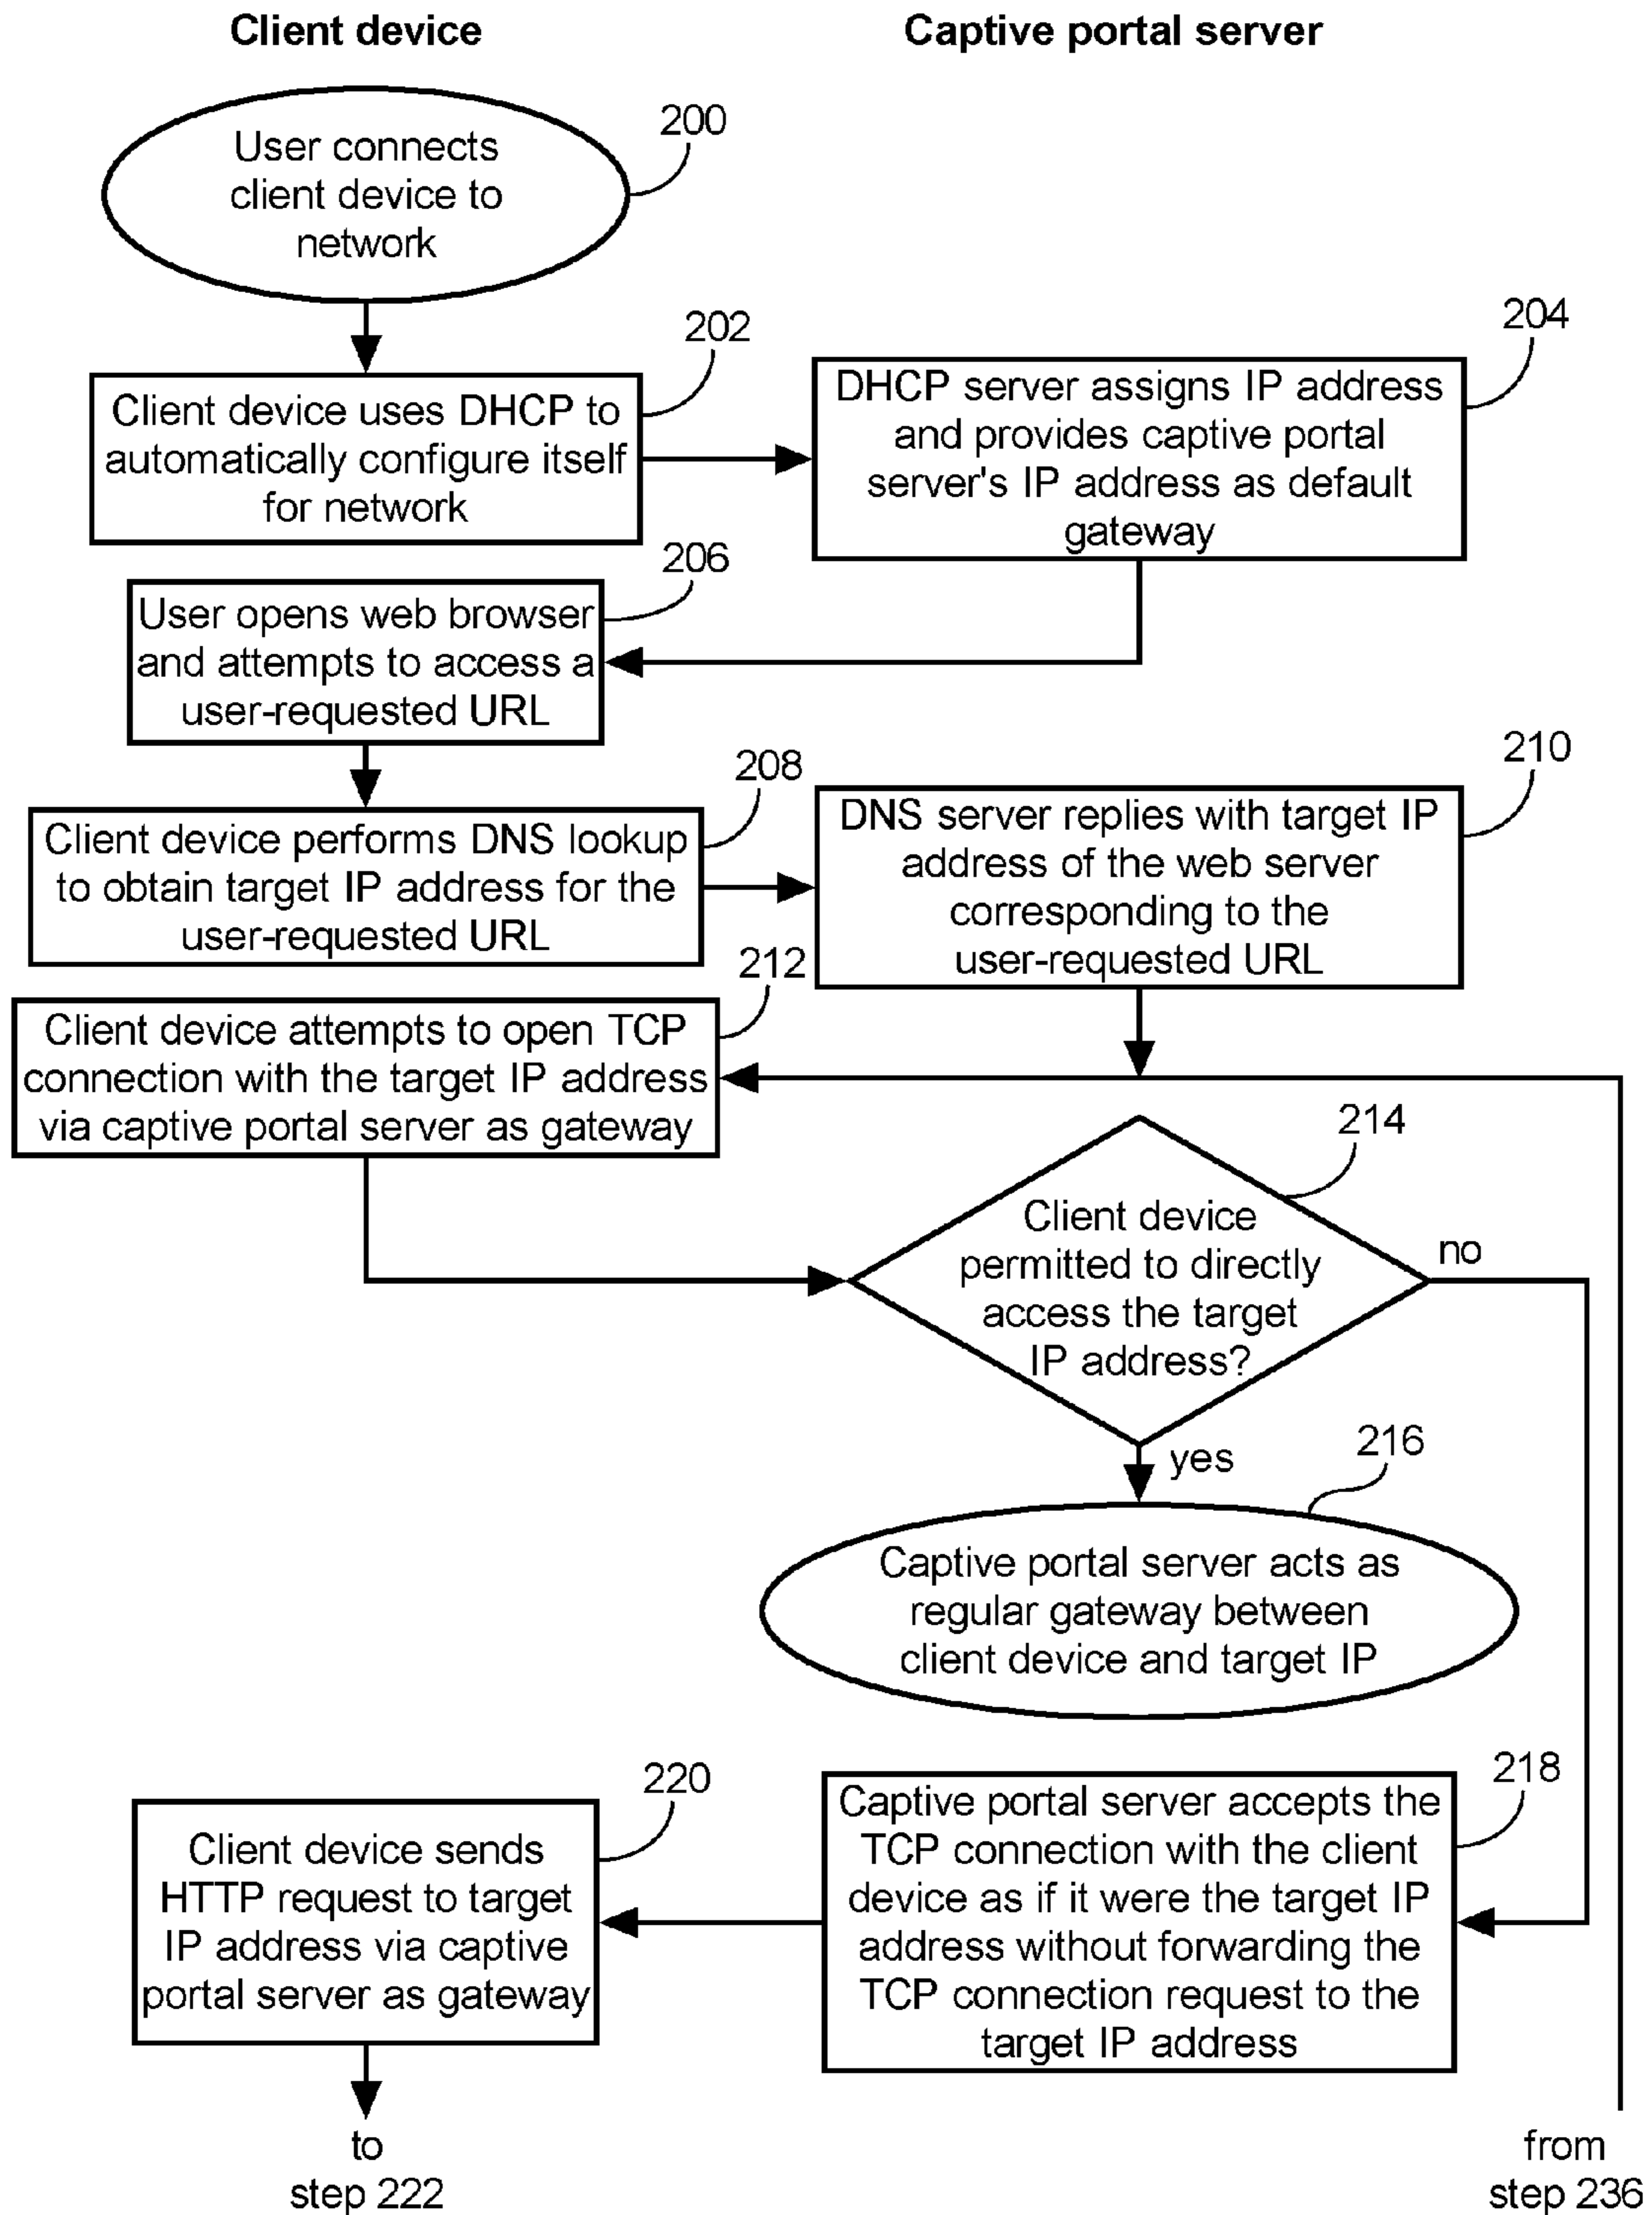 Client device
Captive portal server
200
User connects
client device to
network
202
Client device uses DHCP to
automatically configure itself
for network
204
DHCP server assigns IP address
and provides captive portal
server's IP address as default
gateway
206
User opens web browser
and attempts to access a
user-requested URL
208
Client device performs DNS lookup
to obtain target IP address for the
user-requested URL
210
DNS server replies with target IP
address of the web server
corresponding to the
user-requested URL
212
Client device attempts to open TCP
connection with the target IP address
via captive portal server as gateway
214
Client device
permitted to directly
access the target
IP address?
no
yes
216
Captive portal server acts as
regular gateway between
client device and target IP
218
Captive portal server accepts the
TCP connection with the client
device as if it were the target IP
address without forwarding the
TCP connection request to the
target IP address
220
Client device sends
HTTP request to target
IP address via captive
portal server as gateway
to
step 222
from
step 236